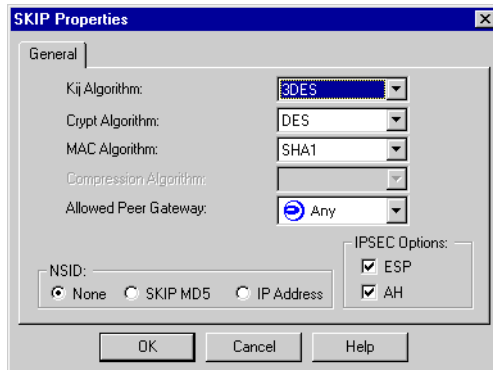 SKIP Properties
General
Kij Algorithm: 3DES
Crypt Algorithm: DES
MAC Algorithm: SHA1
Compression Algorithm:
Allowed Peer Gateway: Any
IPSEC Options:
NSID: ESP
None SKIP MD5 IP Address AH
OK Cancel Help